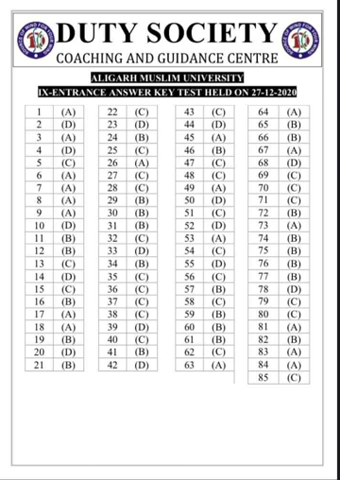 DUTY SOCIETY
COACHING AND GUIDANCE CENTRE
ALIGARH MUSLIM UNIVERSITY
IX-ENTRANCE ANSWER KEY TEST HELD ON 27-12-2020
1 (A) 22 (C) 43 (C) 64 (A)
2 (D) 23 (D) 44 (D) 65 (B)
3 (A) 24 (B) 45 (A) 66 (B)
4 (D) 25 (C) 46 (B) 67 (A)
5 (C) 26 (A) 47 (C) 68 (D)
6 (A) 27 (C) 48 (C) 69 (C)
7 (A) 28 (C) 49 (A) 70 (C)
8 (A) 29 (B) 50 (D) 71 (C)
9 (A) 30 (B) 51 (C) 72 (B)
10 (D) 31 (B) 52 (D) 73 (A)
11 (B) 32 (C) 53 (A) 74 (B)
12 (B) 33 (D) 54 (C) 75 (B)
13 (C) 34 (B) 55 (D) 76 (B)
14 (D) 35 (C) 56 (C) 77 (B)
15 (C) 36 (C) 57 (B) 78 (D)
16 (B) 37 (C) 58 (C) 79 (C)
17 (A) 38 (C) 59 (B) 80 (C)
18 (A) 39 (D) 60 (B) 81 (A)
19 (B) 40 (C) 61 (B) 82 (B)
20 (D) 41 (B) 62 (C) 83 (A)
21 (B) 42 (D) 63 (A) 84 (A)
85 (C)